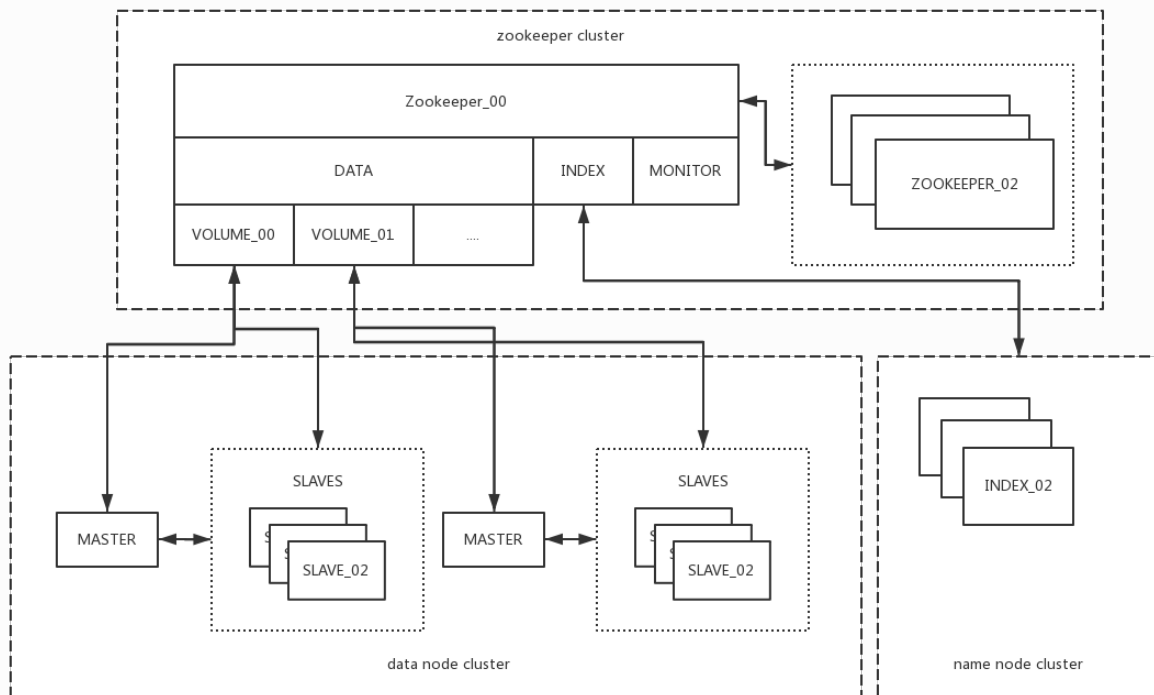 zookeeper cluster
Zookeeper_00
DATA
INDEX
MONITOR
ZOOKEEPER_02
VOLUME_00
VOLUME_01
....
SLAVES
SLAVES
INDEX_02
MASTER
SLAVE_02
MASTER
SLAVE_02
data node cluster
name node cluster